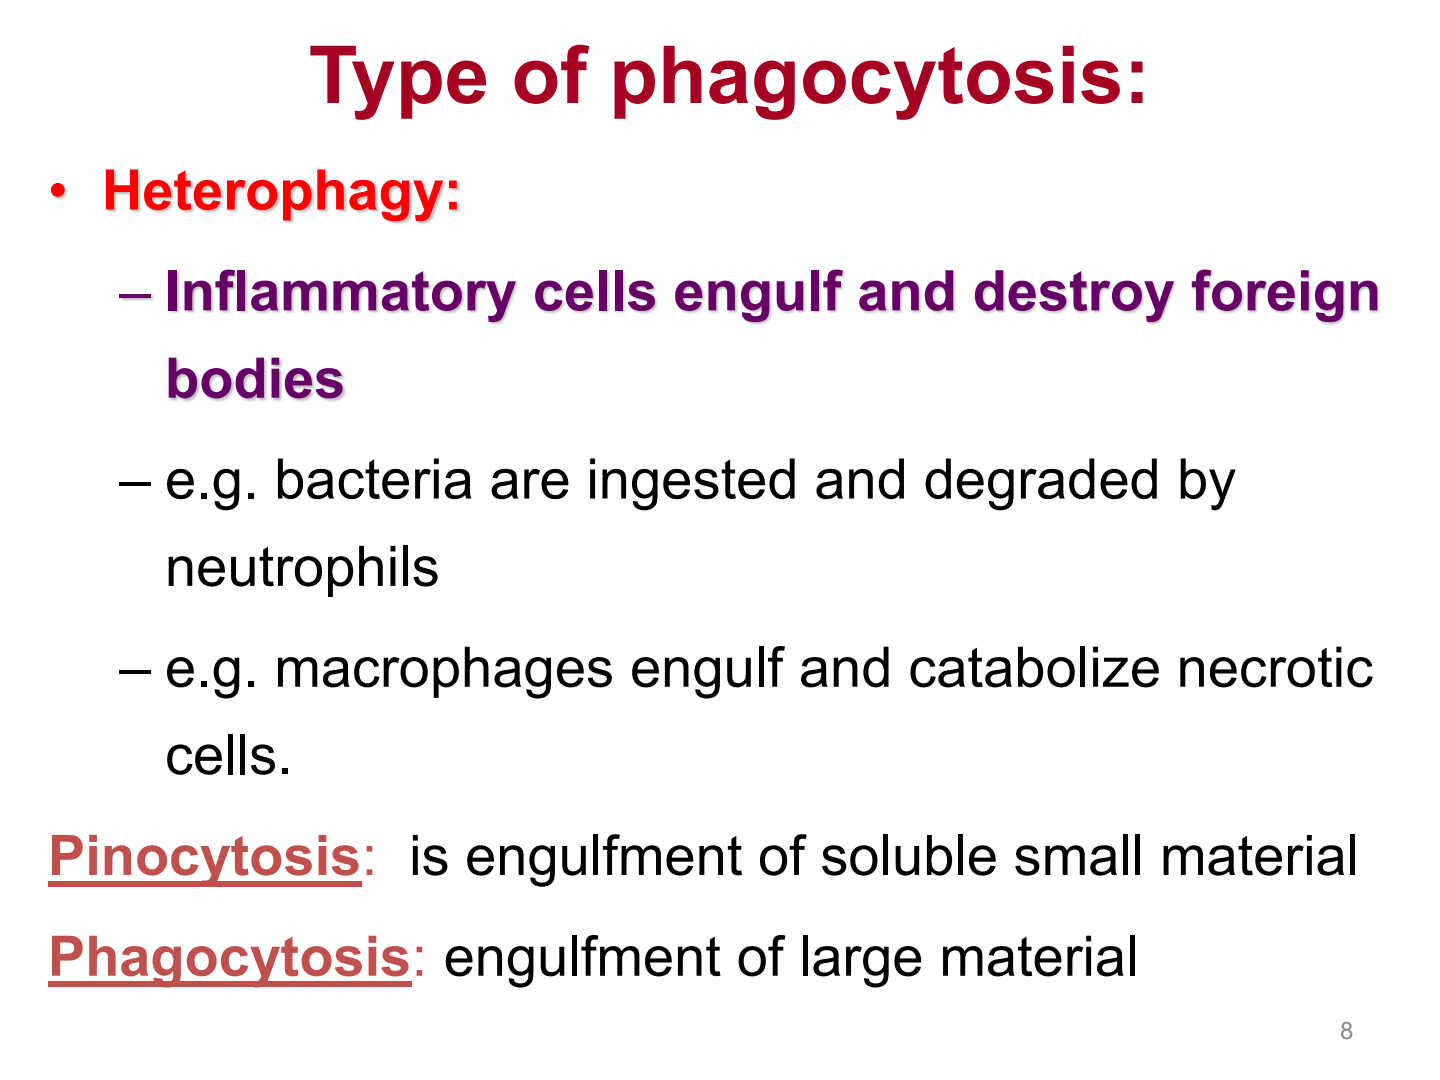 Type of phagocytosis:
• Heterophagy:
– Inflammatory cells engulf and destroy foreign
bodies
– e.g. bacteria are ingested and degraded by
neutrophils
– e.g. macrophages engulf and catabolize necrotic
cells.
Pinocytosis: is engulfment of soluble small material
Phagocytosis: engulfment of large material
8